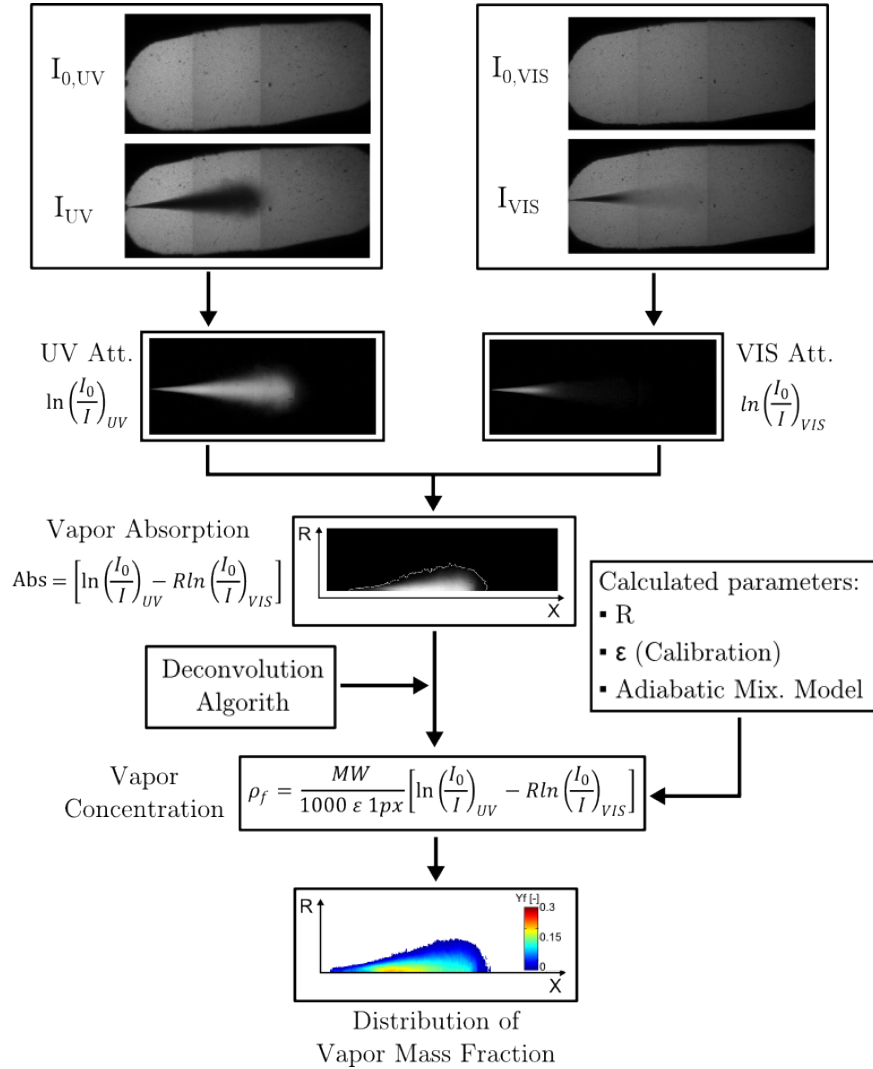 I0,UV
IUV
I0,VIS
IVIS
UV Att.
ln(I0/I)UV
VIS Att.
ln(I0/I)VIS
Vapor Absorption
Abs = [ln(I0/I)UV − Rln(I0/I)VIS]
R
X
Calculated parameters:
▪ R
▪ ε (Calibration)
▪ Adiabatic Mix. Model
Deconvolution
Algorith
Vapor
Concentration
ρf = MW/(1000 ε 1px) [ln(I0/I)UV − Rln(I0/I)VIS]
R
Yf [-]
0.3
0.15
0
X
Distribution of
Vapor Mass Fraction